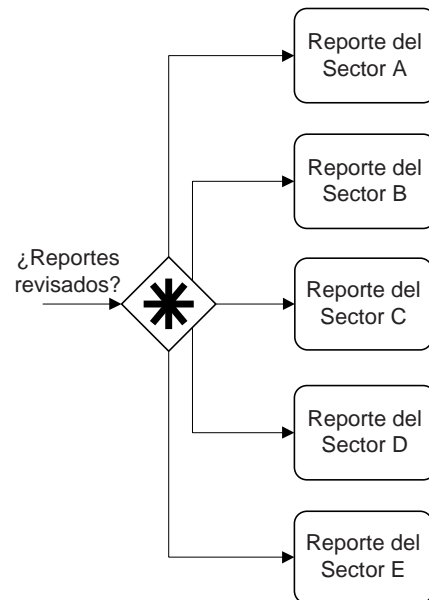 Reporte del
Sector A
Reporte del
Sector B
¿Reportes
revisados?
Reporte del
Sector C
Reporte del
Sector D
Reporte del
Sector E